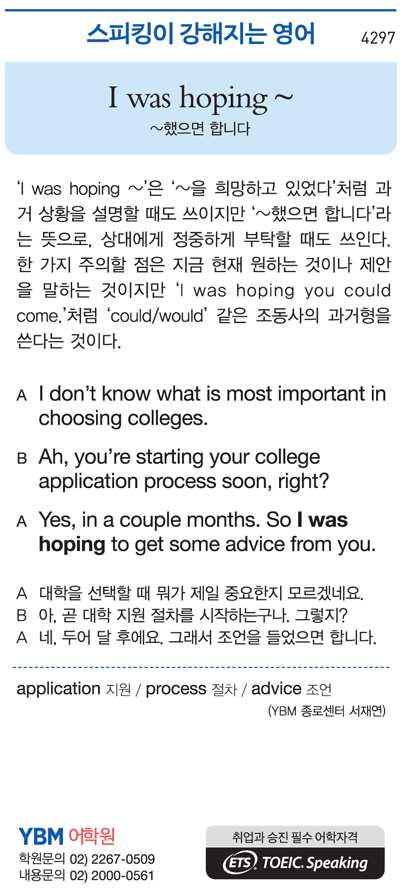 스피킹이 강해지는 영어
4297
I was hoping ~
~했으면 합니다
‘I was hoping ~’은 ‘~을 희망하고 있었다’처럼 과
거 상황을 설명할 때도 쓰이지만 ‘~했으면 합니다’라
는 뜻으로, 상대에게 정중하게 부탁할 때도 쓰인다.
한 가지 주의할 점은 지금 현재 원하는 것이나 제안
을 말하는 것이지만 ‘I was hoping you could
come.’처럼 ‘could/would’ 같은 조동사의 과거형을
쓴다는 것이다.
A I don’t know what is most important in
choosing colleges.
B Ah, you’re starting your college
application process soon, right?
A Yes, in a couple months. So I was
hoping to get some advice from you.
A 대학을 선택할 때 뭐가 제일 중요한지 모르겠네요.
B 아, 곧 대학 지원 절차를 시작하는구나. 그렇지?
A 네, 두어 달 후에요. 그래서 조언을 들었으면 합니다.
application 지원 / process 절차 / advice 조언
(YBM 종로센터 서재연)
YBM 어학원
학원문의 02) 2267-0509
내용문의 02) 2000-0561
취업과 승진 필수 어학자격
ETS TOEIC. Speaking